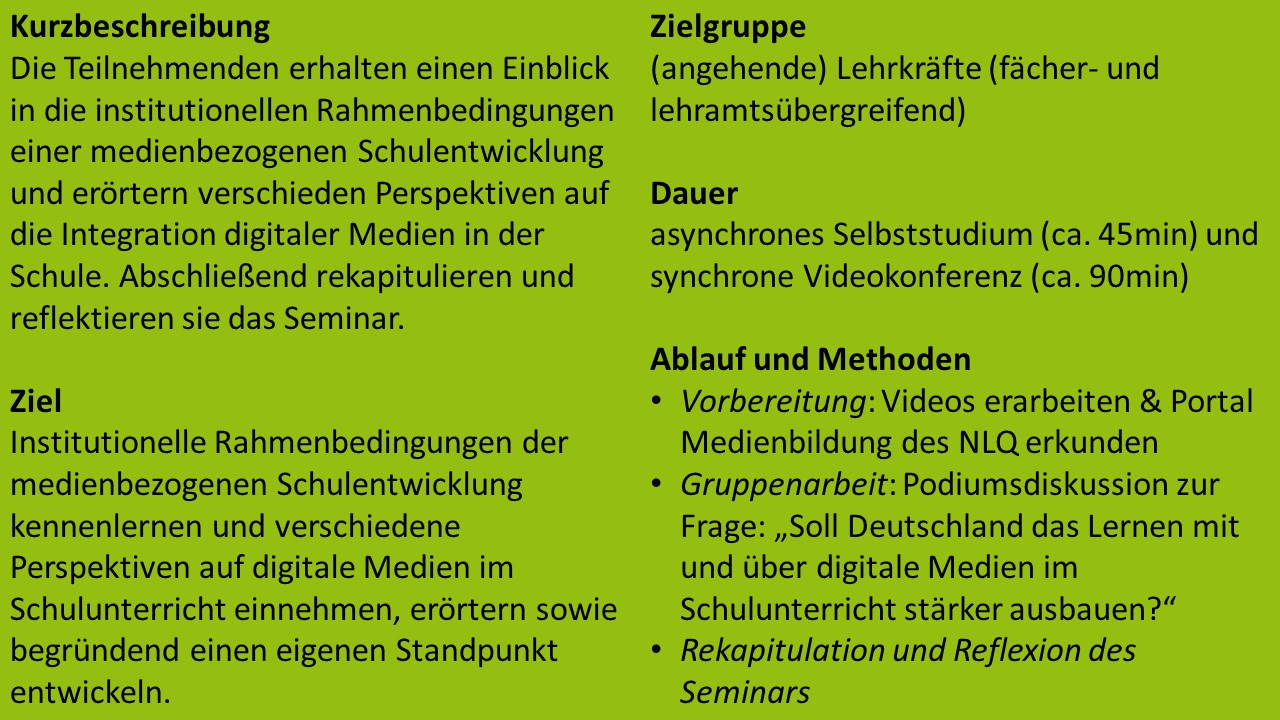 Kurzbeschreibung
Die Teilnehmenden erhalten einen Einblick
in die institutionellen Rahmenbedingungen
einer medienbezogenen Schulentwicklung
und erörtern verschieden Perspektiven auf
die Integration digitaler Medien in der
Schule. Abschließend rekapitulieren und
reflektieren sie das Seminar.
Ziel
Institutionelle Rahmenbedingungen der
medienbezogenen Schulentwicklung
kennenlernen und verschiedene
Perspektiven auf digitale Medien im
Schulunterricht einnehmen, erörtern sowie
begründend einen eigenen Standpunkt
entwickeln.
Zielgruppe
(angehende) Lehrkräfte (fächer- und
lehramtsübergreifend)
Dauer
asynchrones Selbststudium (ca. 45min) und
synchrone Videokonferenz (ca. 90min)
Ablauf und Methoden
• Vorbereitung: Videos erarbeiten & Portal
Medienbildung des NLQ erkunden
• Gruppenarbeit: Podiumsdiskussion zur
Frage: „Soll Deutschland das Lernen mit
und über digitale Medien im
Schulunterricht stärker ausbauen?“
• Rekapitulation und Reflexion des
Seminars